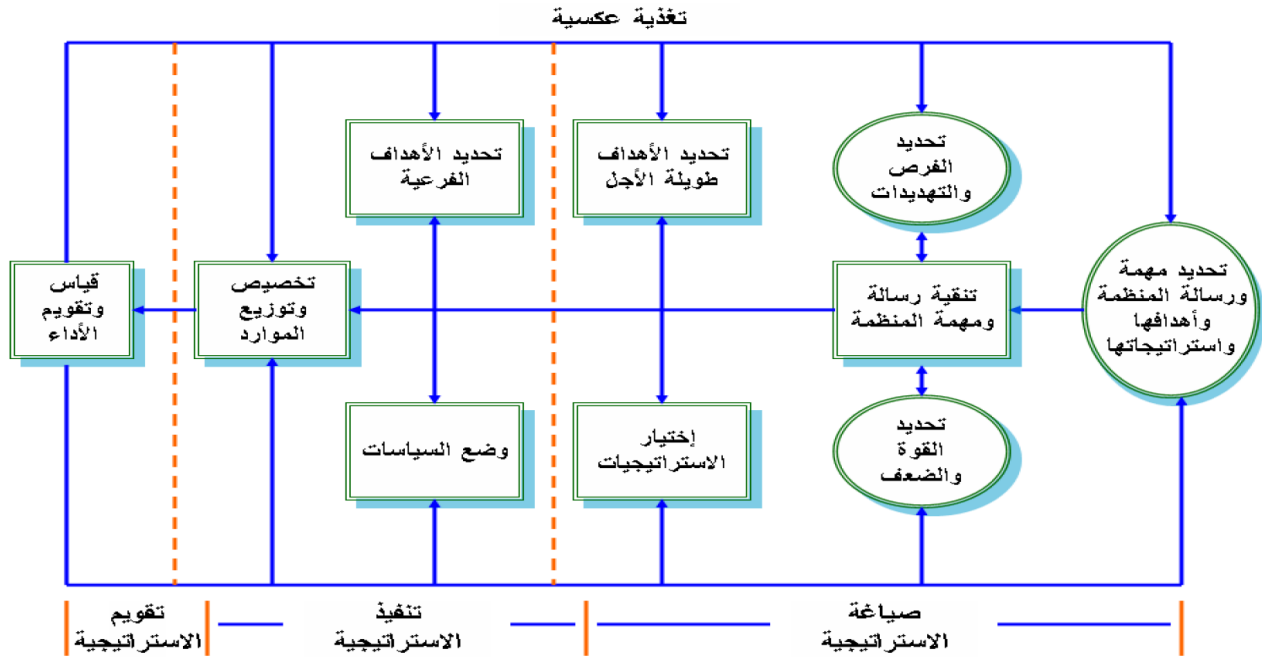 تغذية عكسية
تحديد مهمة
ورسالة المنظمة
وأهدافها
واستراتيجاتها
تحديد
الفرص
والتهديدات
تنقية رسالة
ومهمة المنظمة
تحديد
القوة
والضعف
تحديد الأهداف
طويلة الأجل
إختيار
الاستراتيجيات
تحديد الأهداف
الفرعية
وضع السياسات
تخصيص
وتوزيع
الموارد
قياس
وتقويم
الأداء
صياغة
الاستراتيجية
تنفيذ
الاستراتيجية
تقويم
الاستراتيجية